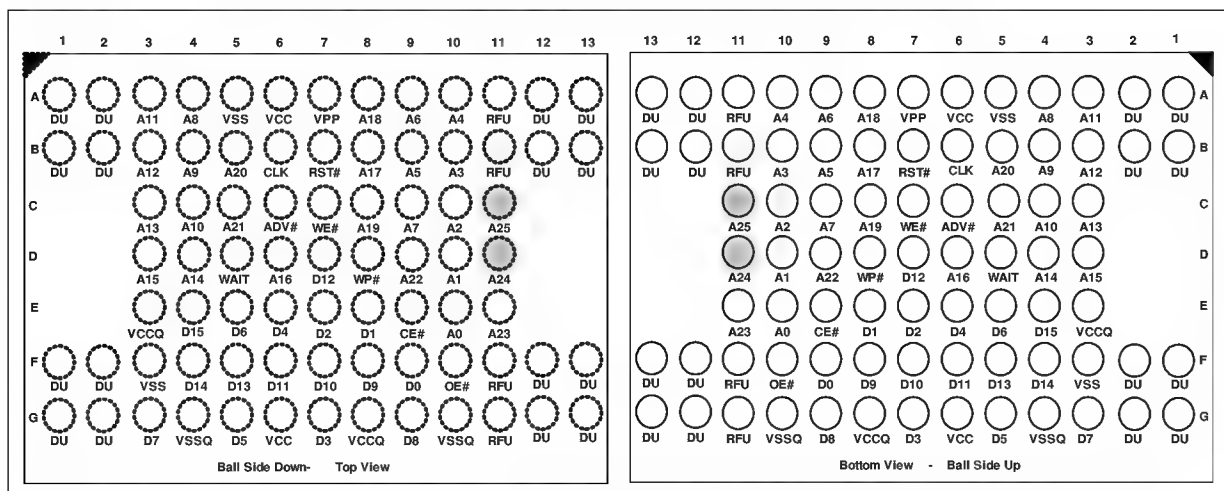 1 2 3 4 5 6 7 8 9 10 11 12 13
A
DU DU A11 A8 VSS VCC VPP A18 A6 A4 RFU DU DU
B
DU DU A12 A9 A20 CLK RST# A17 A5 A3 RFU DU DU
C
A13 A10 A21 ADV# WE# A19 A7 A2 A25
D
A15 A14 WAIT A16 D12 WP# A22 A1 A24
E
VCCQ D15 D6 D4 D2 D1 CE# A0 A23
F
DU DU VSS D14 D13 D11 D10 D9 D0 OE# RFU DU DU
G
DU DU D7 VSSQ D5 VCC D3 VCCQ D8 VSSQ RFU DU DU
Ball Side Down- Top View
13 12 11 10 9 8 7 6 5 4 3 2 1
A
DU DU RFU A4 A6 A18 VPP VCC VSS A8 A11 DU DU
B
DU DU RFU A3 A5 A17 RST# CLK A20 A9 A12 DU DU
C
A25 A2 A7 A19 WE# ADV# A21 A10 A13
D
A24 A1 A22 WP# D12 A16 WAIT A14 A15
E
A23 A0 CE# D1 D2 D4 D6 D15 VCCQ
F
DU DU RFU OE# D0 D9 D10 D11 D13 D14 VSS DU DU
G
DU DU RFU VSSQ D8 VCCQ D3 VCC D5 VSSQ D7 DU DU
Bottom View - Ball Side Up